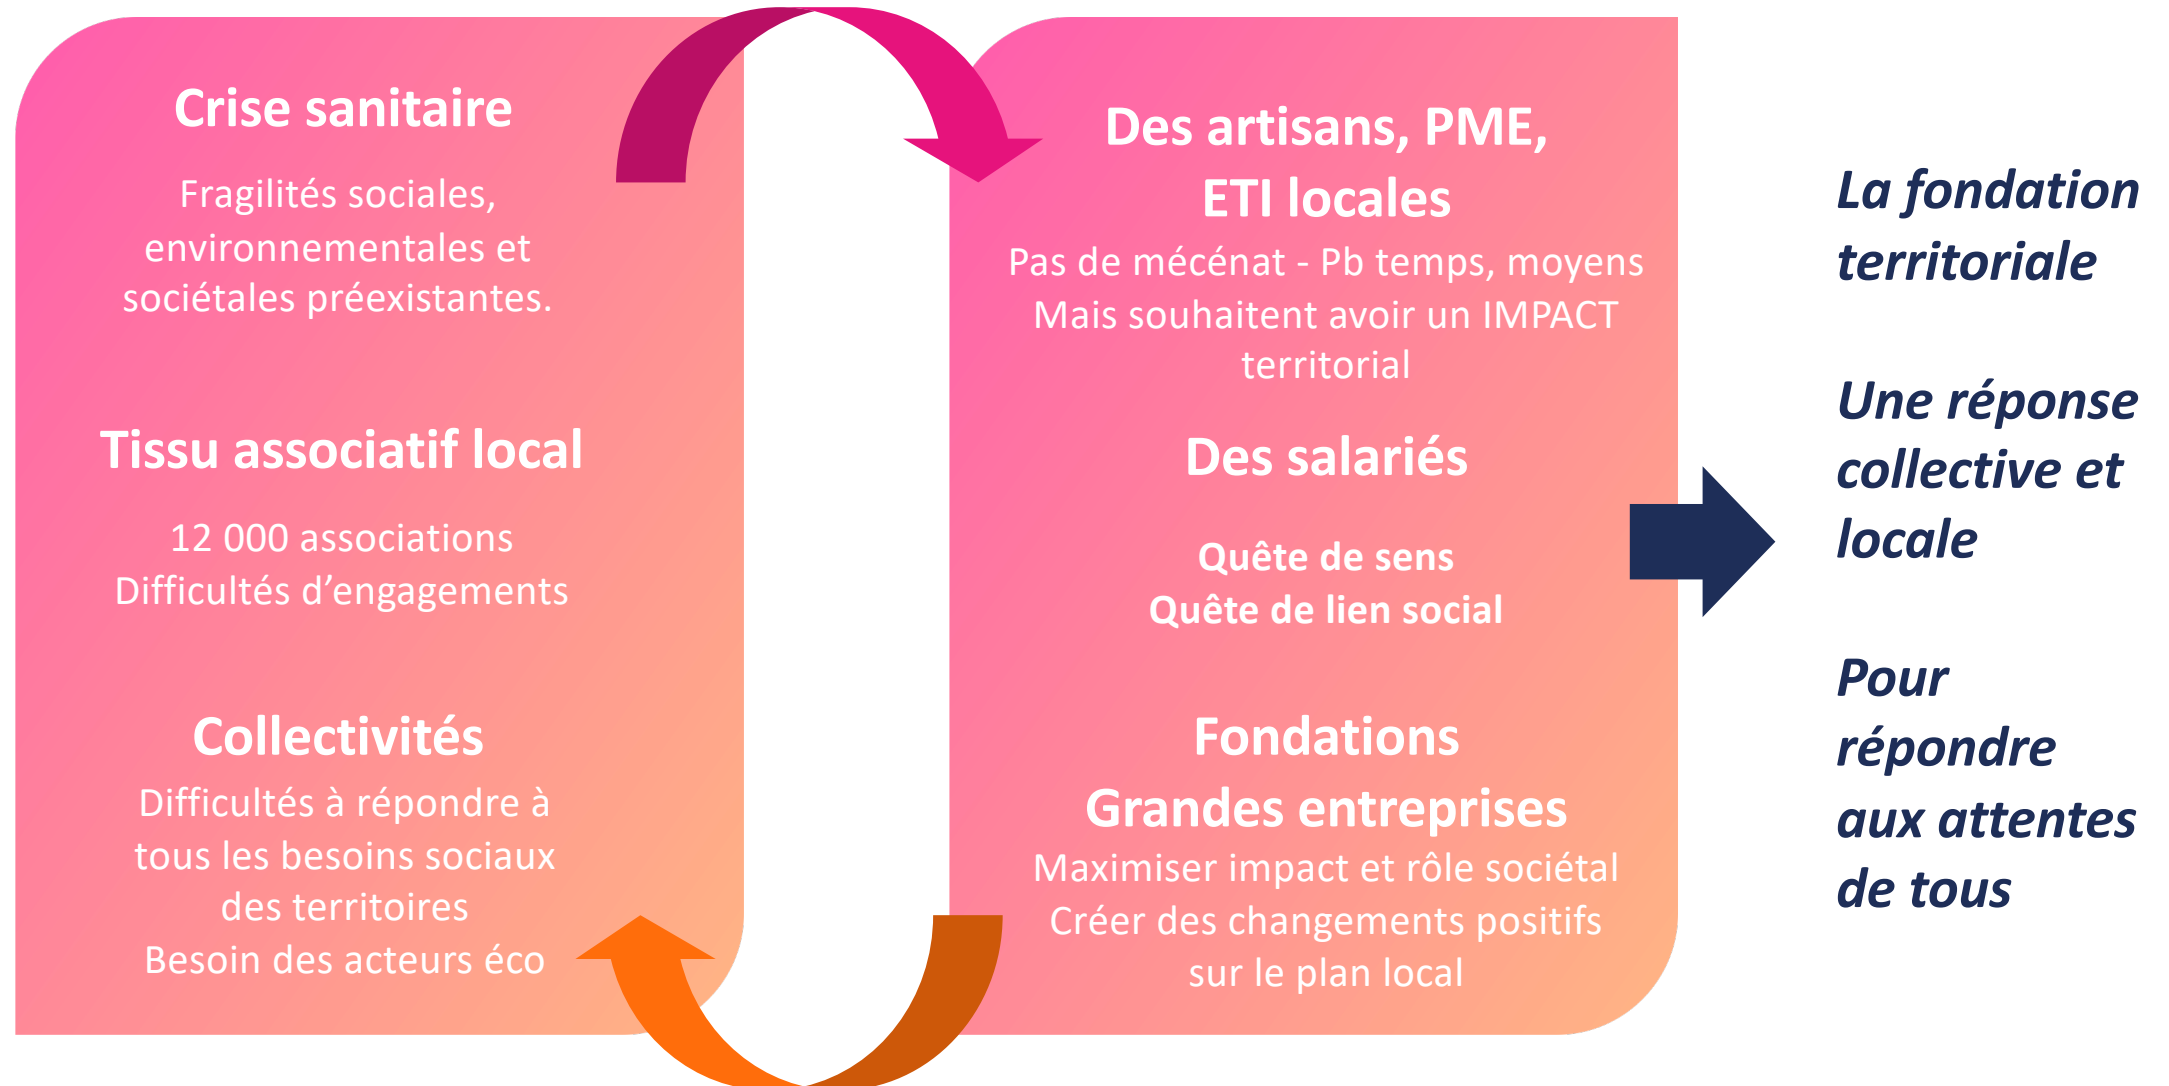 Crise sanitaire
Fragilités sociales,
environnementales et
sociétales préexistantes.
Tissu associatif local
12 000 associations
Difficultés d’engagements
Collectivités
Difficultés à répondre à
tous les besoins sociaux
des territoires
Besoin des acteurs éco
Des artisans, PME,
ETI locales
Pas de mécénat - Pb temps, moyens
Mais souhaitent avoir un IMPACT
territorial
Des salariés
Quête de sens
Quête de lien social
Fondations
Grandes entreprises
Maximiser impact et rôle sociétal
Créer des changements positifs
sur le plan local
La fondation
territoriale
Une réponse
collective et
locale
Pour
répondre
aux attentes
de tous